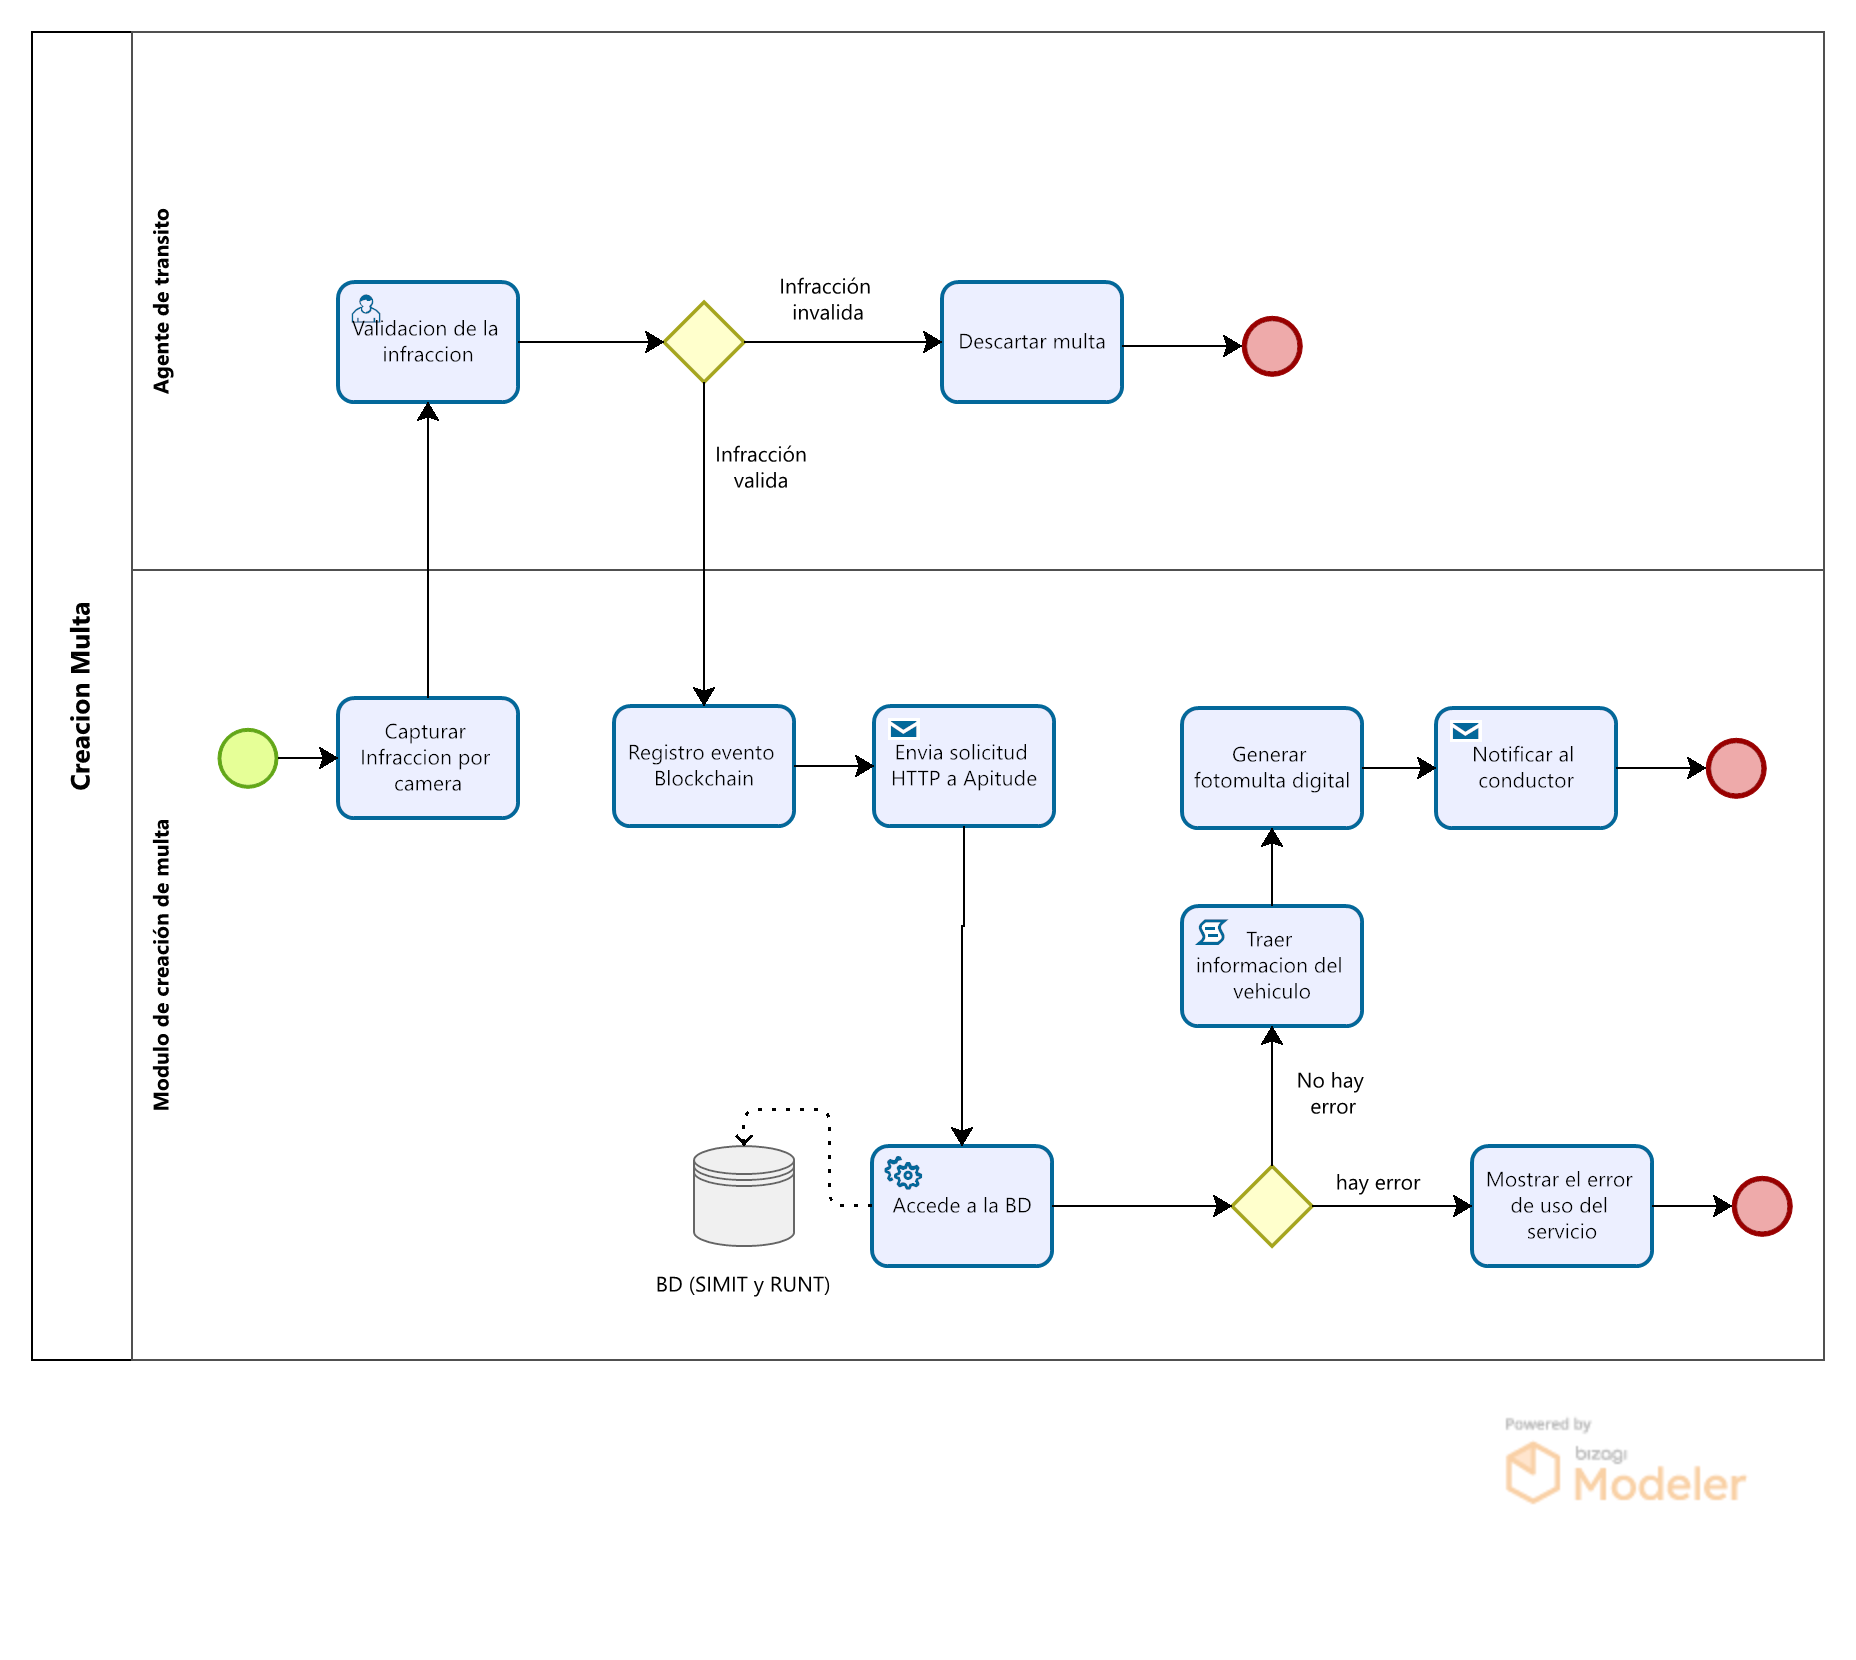 Creacion Multa
Agente de transito
Validacion de la
infraccion
Infracción
invalida
Descartar multa
Infracción
valida
Modulo de creación de multa
Capturar
Infraccion por
camera
Registro evento
Blockchain
Envia solicitud
HTTP a Apitude
Generar
fotomulta digital
Notificar al
conductor
Traer
informacion del
vehiculo
No hay
error
BD (SIMIT y RUNT)
Accede a la BD
hay error
Mostrar el error
de uso del
servicio
Powered by
bizagi
Modeler